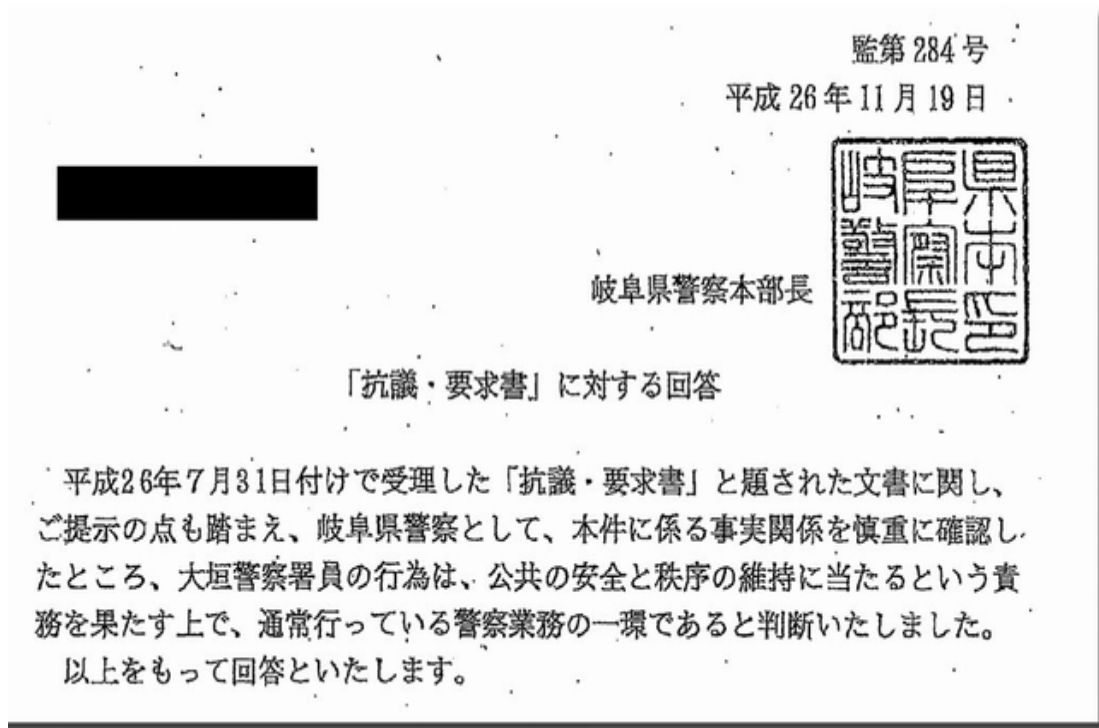 監第284号
平成26年11月19日
岐阜県警察本部長
岐阜県警察本部長印
「抗議・要求書」に対する回答
平成26年7月31日付けで受理した「抗議・要求書」と題された文書に関し、
ご提示の点も踏まえ、岐阜県警察として、本件に係る事実関係を慎重に確認し
たところ、大垣警察署員の行為は、公共の安全と秩序の維持に当たるという責
務を果たす上で、通常行っている警察業務の一環であると判断いたしました。
以上をもって回答といたします。